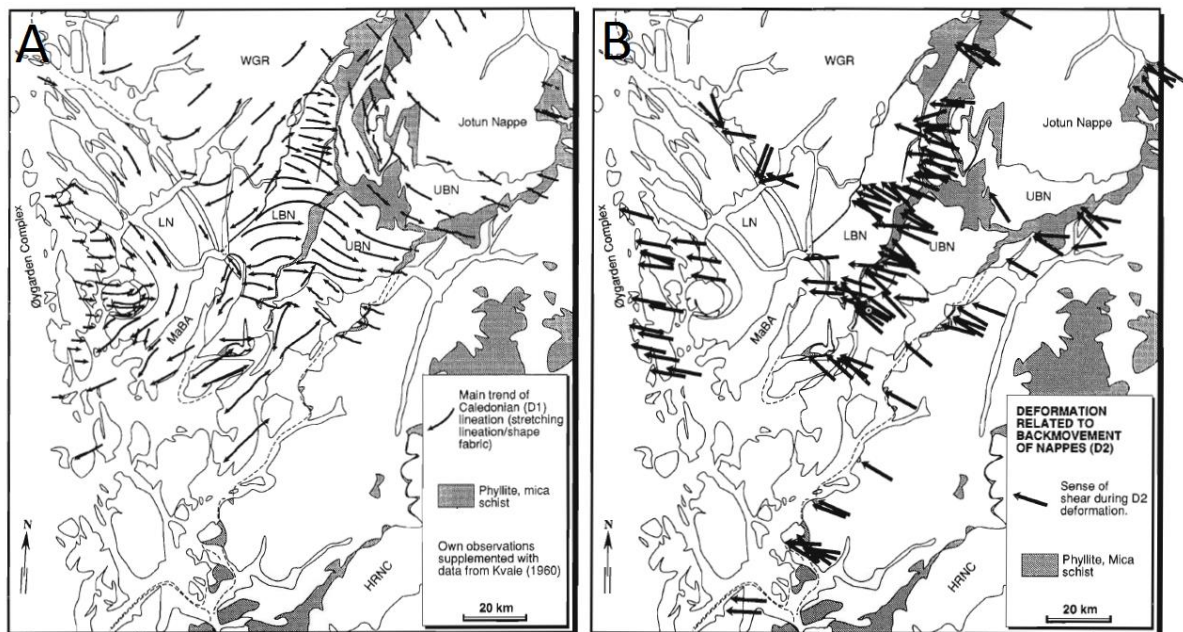 A
WGR
Jotun Nappe
UBN
LN
LBN
UBN
Øygarden Complex
MaBA
Main trend of
Caledonian (D1)
lineation (stretching
lineation/shape
fabric)
Phyllite, mica
schist
Own observations
supplemented with
data from Kvale (1960)
N
HRNC
20 km
B
WGR
Jotun Nappe
UBN
LN
LBN
UBN
Øygarden Complex
MaBA
DEFORMATION
RELATED TO
BACKMOVEMENT
OF NAPPES (D2)
Sense of
shear during D2
deformation.
Phyllite, Mica
schist
N
HRNC
20 km